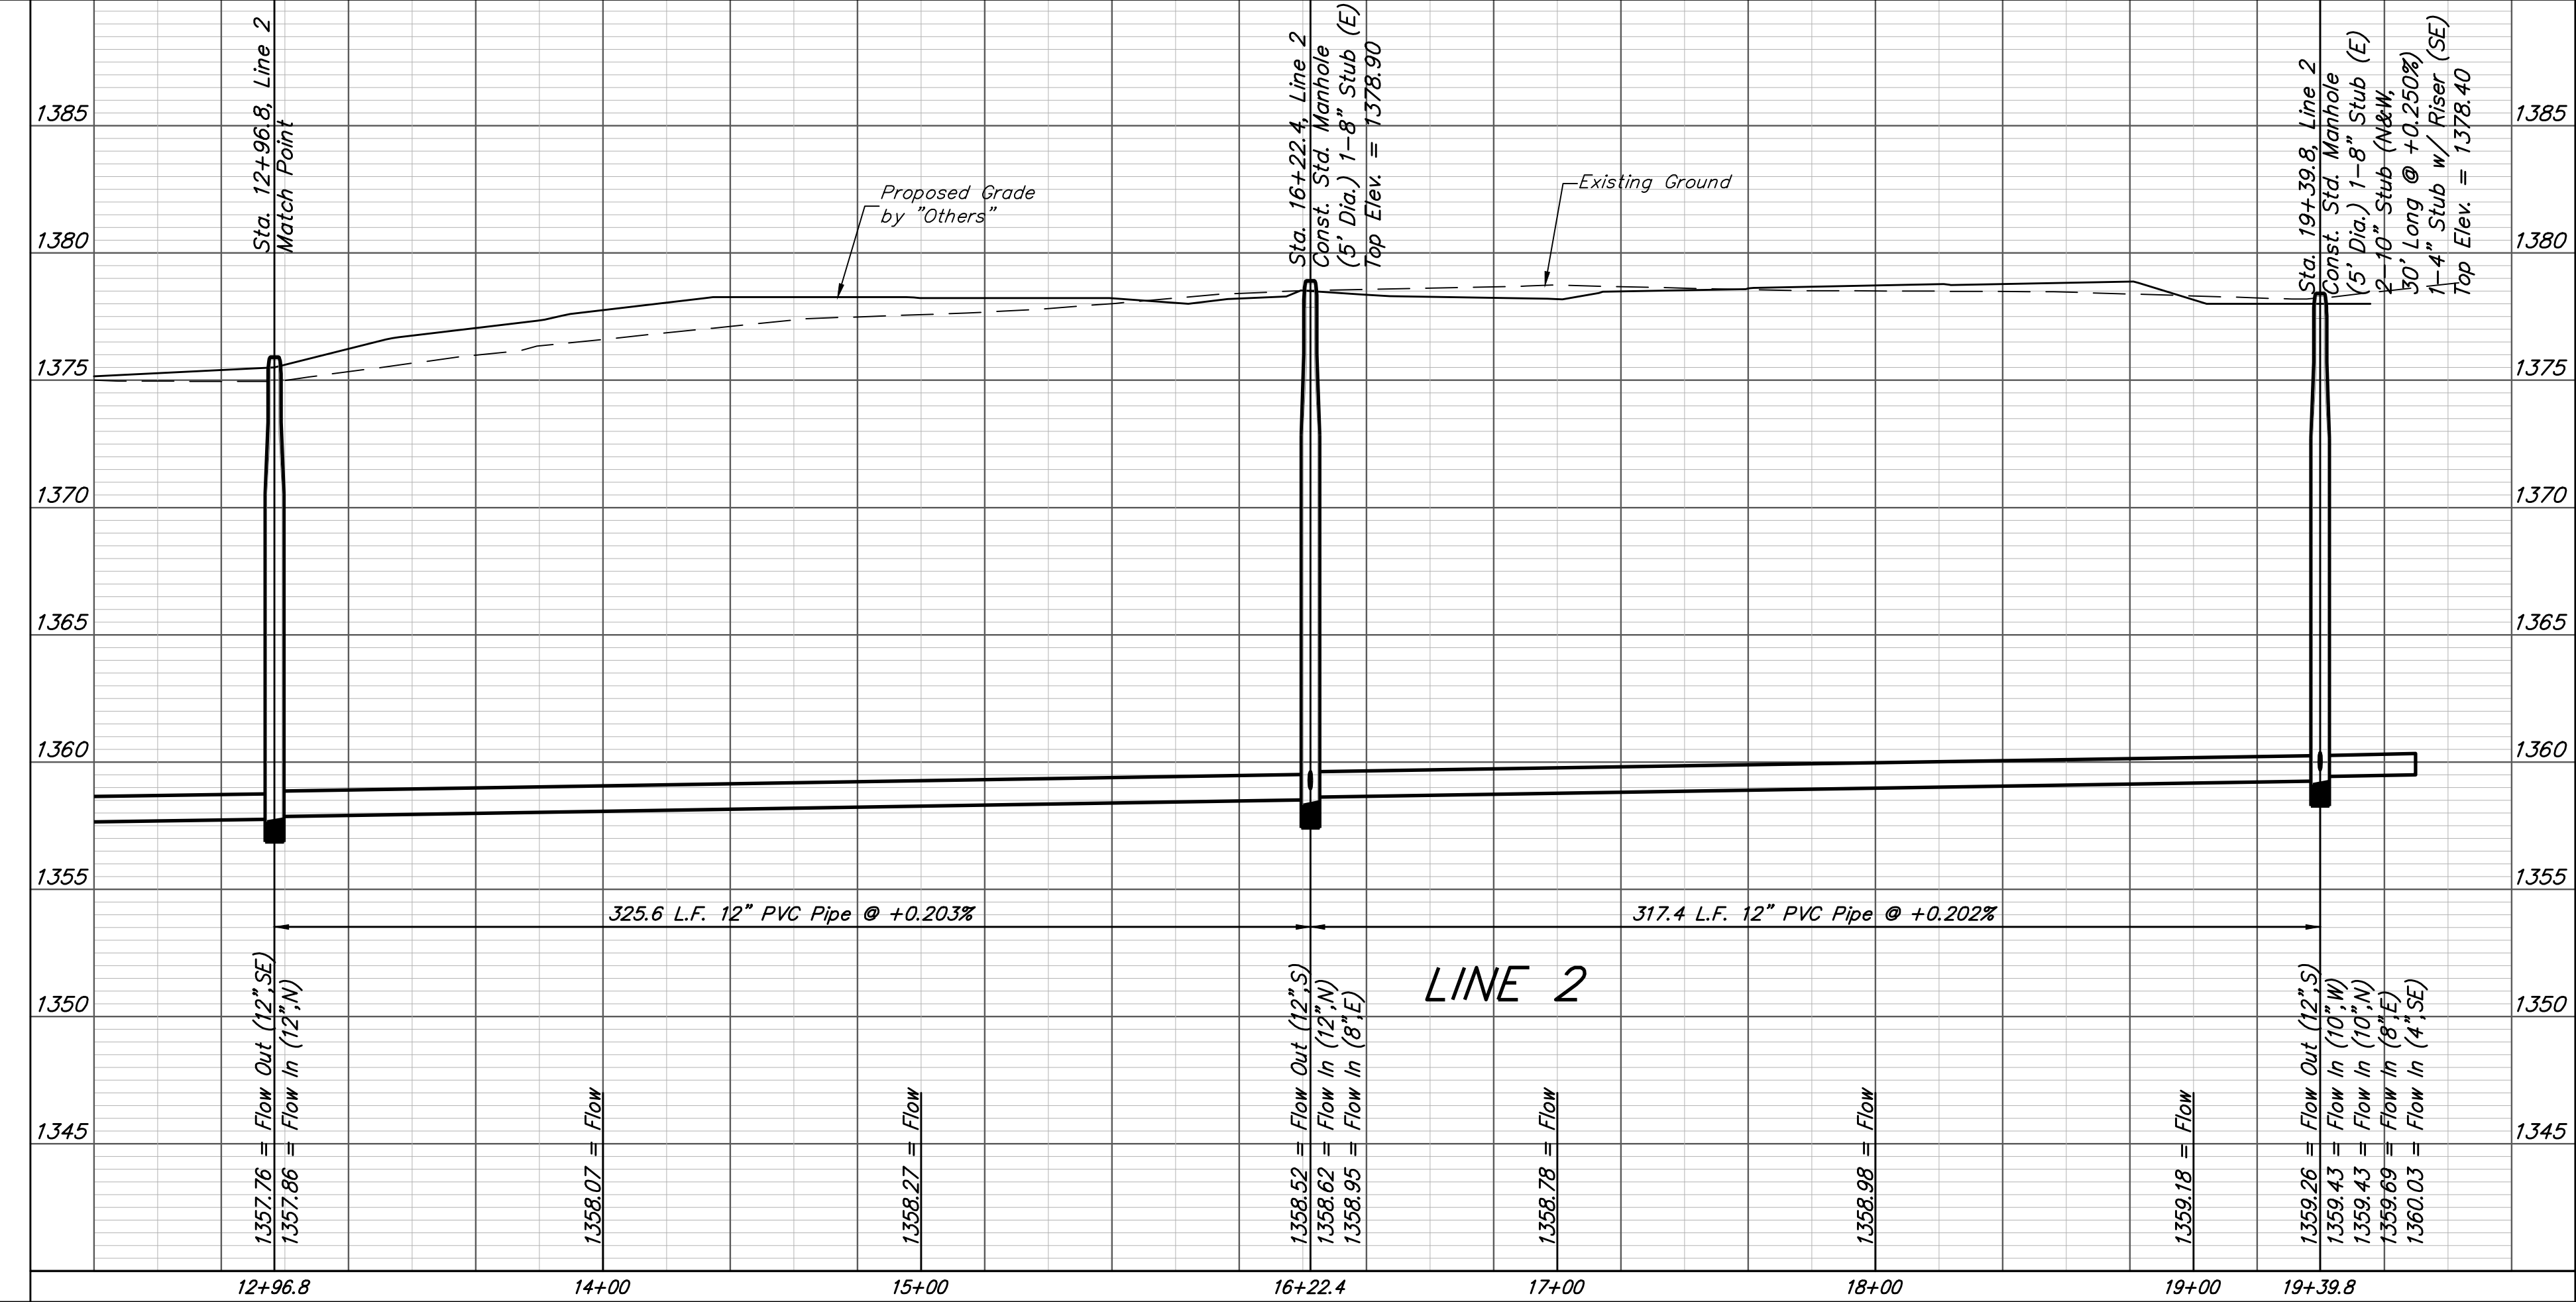 Sta. 12+96.8, Line 2
Match Point
Sta. 16+22.4, Line 2
Const. Std. Manhole
(5' Dia.) 1-8" Stub (E)
Top Elev. = 1378.90
Sta. 19+39.8, Line 2
Const. Std. Manhole
(5' Dia.) 1-8" Stub (E)
2-10" Stub (N&W,
30' Long @ +0.250%)
1-4" Stub w/ Riser (SE)
Top Elev. = 1378.40
Proposed Grade
by "Others"
Existing Ground
1385
1380
1375
1370
1365
1360
1355
1350
1345
1385
1380
1375
1370
1365
1360
1355
1350
1345
325.6 L.F. 12" PVC Pipe @ +0.203%
317.4 L.F. 12" PVC Pipe @ +0.202%
LINE 2
1357.76 = Flow Out (12",SE)
1357.86 = Flow In (12",N)
1358.07 = Flow
1358.27 = Flow
1358.52 = Flow Out (12",S)
1358.62 = Flow In (12",N)
1358.95 = Flow In (8",E)
1358.78 = Flow
1358.98 = Flow
1359.18 = Flow
1359.26 = Flow Out (12",S)
1359.43 = Flow In (10",W)
1359.43 = Flow In (10",N)
1359.69 = Flow In (8",E)
1360.03 = Flow In (4",SE)
12+96.8
14+00
15+00
16+22.4
17+00
18+00
19+00
19+39.8